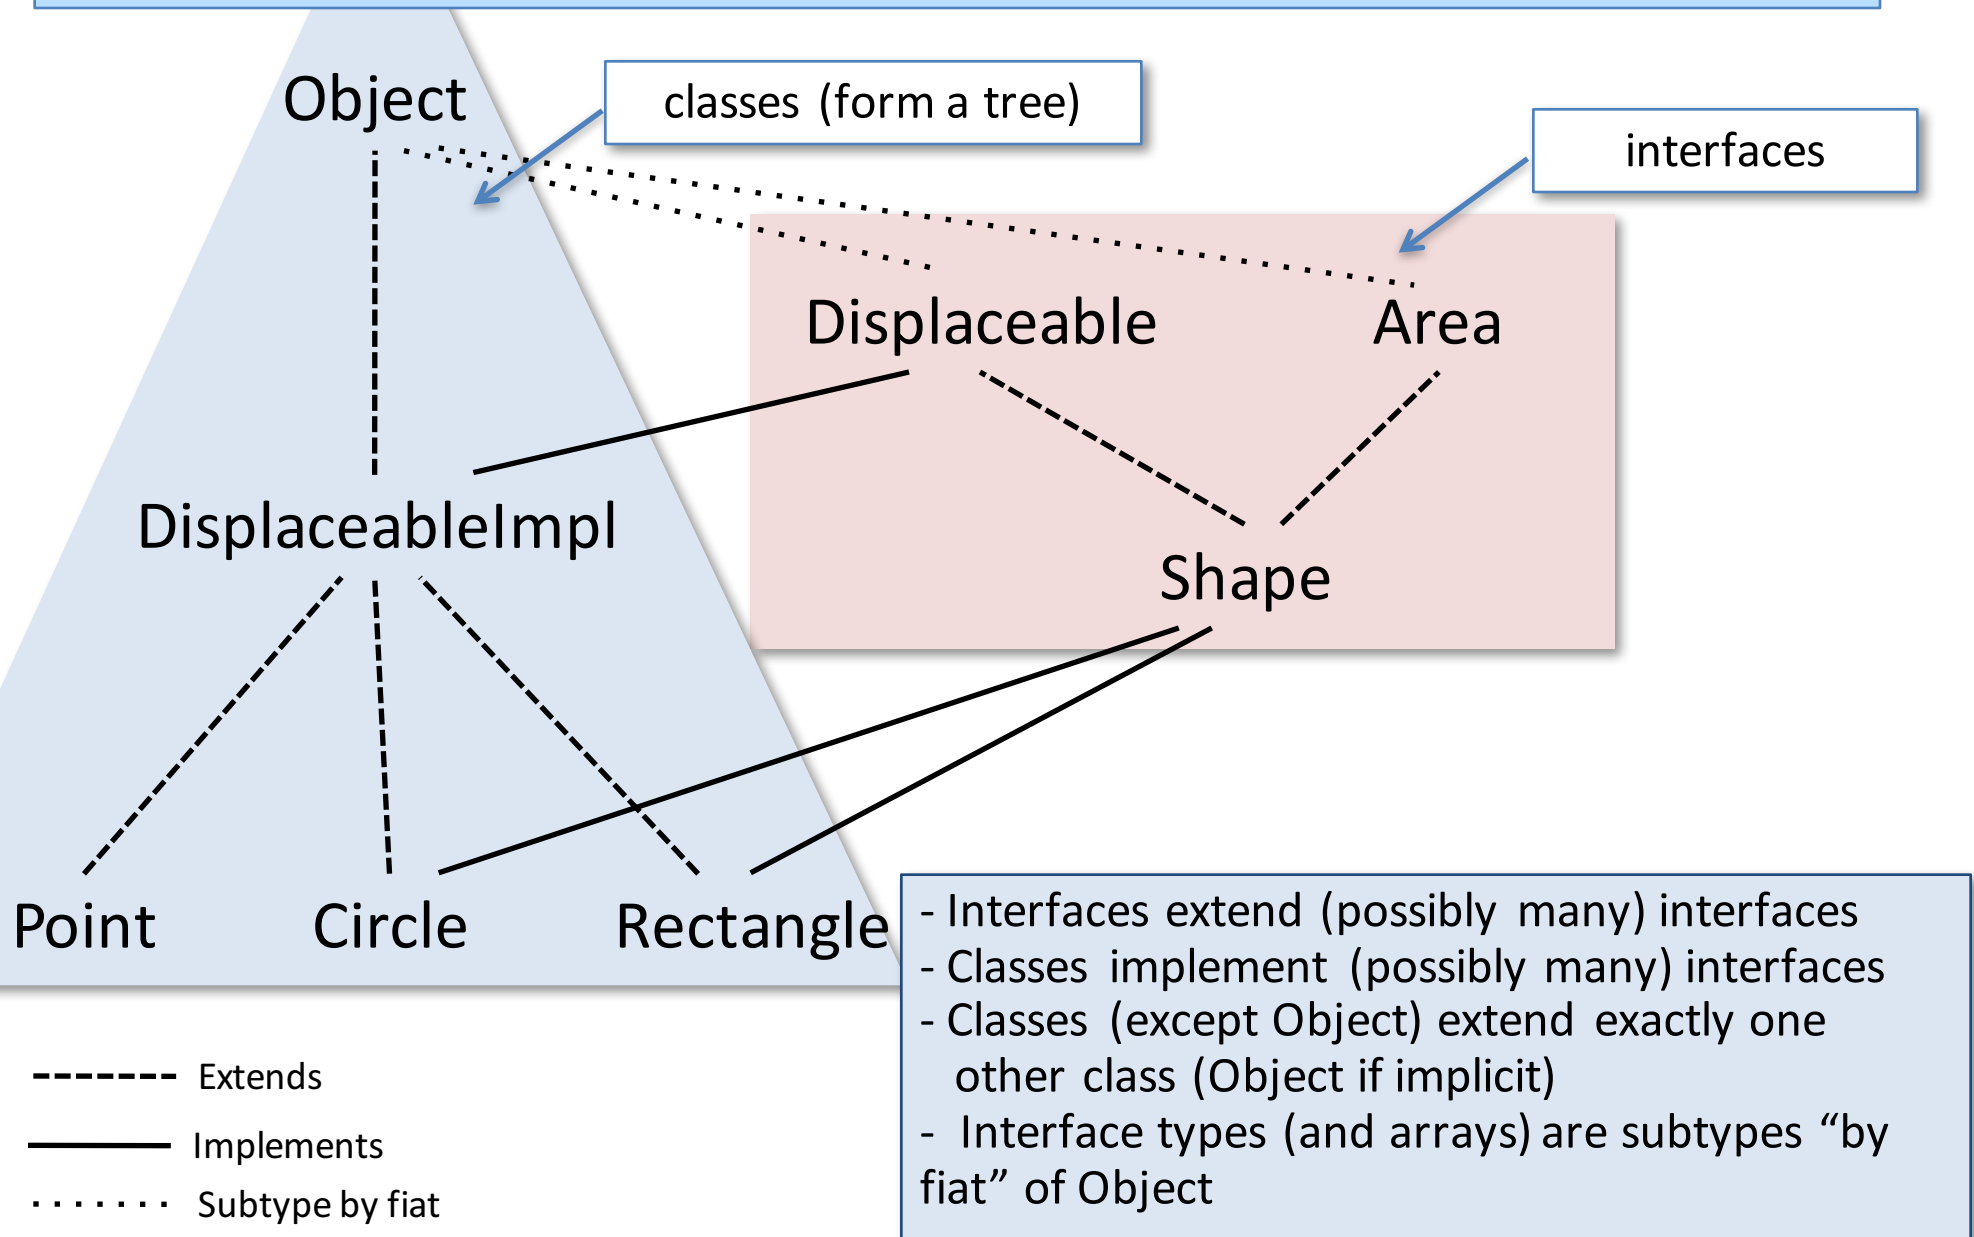 Object
classes (form a tree)
interfaces
Displaceable
Area
DisplaceableImpl
Shape
Point
Circle
Rectangle
- Interfaces extend (possibly many) interfaces
- Classes implement (possibly many) interfaces
- Classes (except Object) extend exactly one
other class (Object if implicit)
- Interface types (and arrays) are subtypes “by
fiat” of Object
Extends
Implements
Subtype by fiat